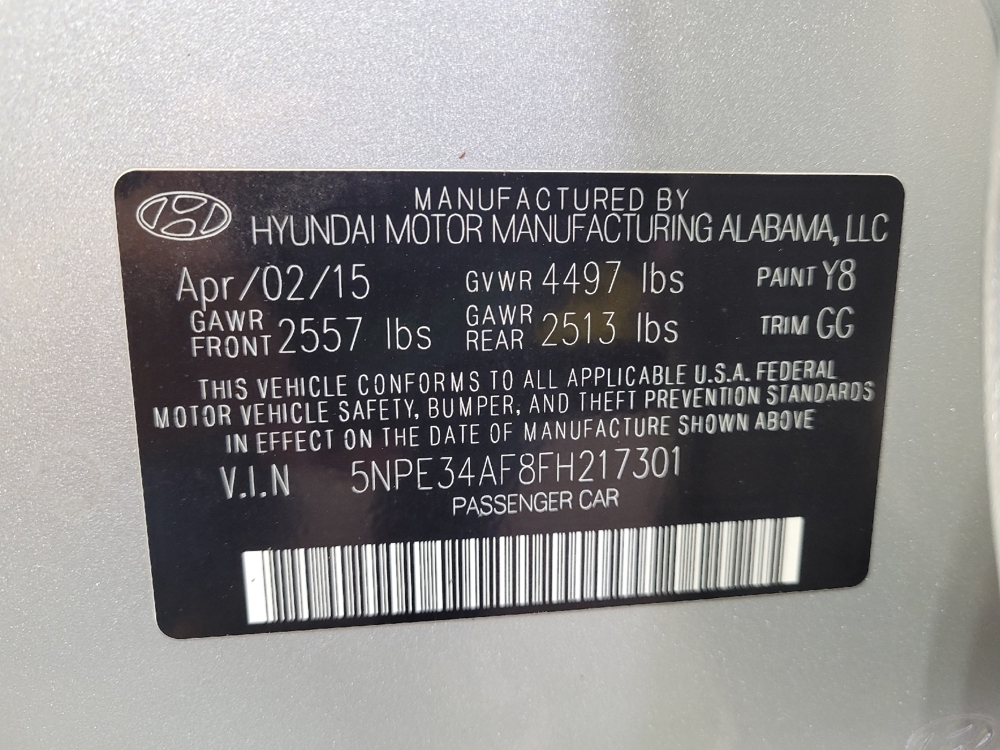 MANUFACTURED BY
HYUNDAI MOTOR MANUFACTURING ALABAMA, LLC
Apr/02/15 GVWR 4497 lbs PAINT Y8
GAWR FRONT 2557 lbs GAWR REAR 2513 lbs TRIM GG
THIS VEHICLE CONFORMS TO ALL APPLICABLE U.S.A. FEDERAL
MOTOR VEHICLE SAFETY, BUMPER, AND THEFT PREVENTION STANDARDS
IN EFFECT ON THE DATE OF MANUFACTURE SHOWN ABOVE
V.I.N 5NPE34AF8FH217301
PASSENGER CAR